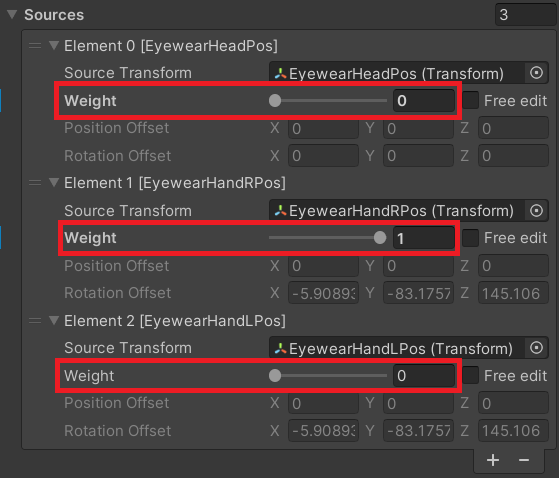 Sources 3
Element 0 [EyewearHeadPos]
Source Transform EyewearHeadPos (Transform)
Weight 0 Free edit
Position Offset X 0 Y 0 Z 0
Rotation Offset X 0 Y 0 Z 0
Element 1 [EyewearHandRPos]
Source Transform EyewearHandRPos (Transform)
Weight 1 Free edit
Position Offset X 0 Y 0 Z 0
Rotation Offset X -5.90893 Y -83.1757 Z 145.106
Element 2 [EyewearHandLPos]
Source Transform EyewearHandLPos (Transform)
Weight 0 Free edit
Position Offset X 0 Y 0 Z 0
Rotation Offset X -5.90893 Y -83.1757 Z 145.106
+ −